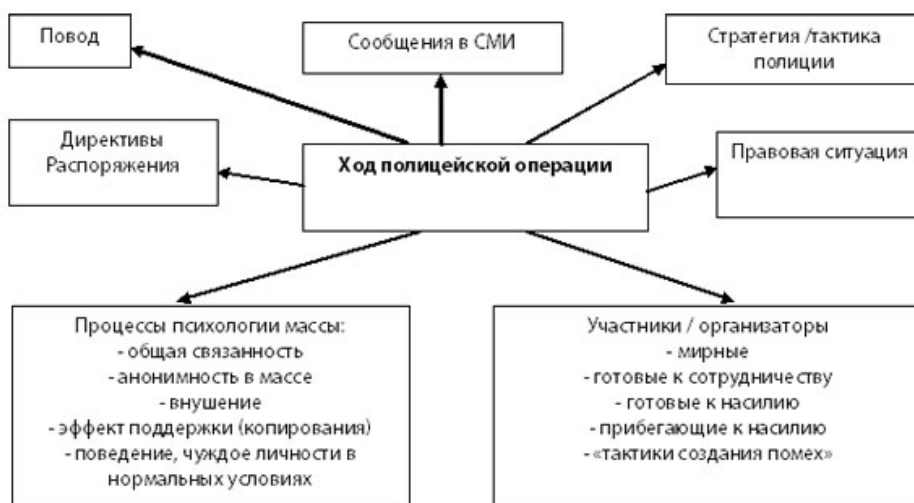 Повод
Сообщения в СМИ
Стратегия /тактика
полиции
Директивы
Распоряжения
Ход полицейской операции
Правовая ситуация
Процессы психологии массы:
- общая связанность
- анонимность в массе
- внушение
- эффект поддержки (копирования)
- поведение, чуждое личности в
нормальных условиях
Участники / организаторы
- мирные
- готовые к сотрудничеству
- готовые к насилию
- прибегающие к насилию
- «тактики создания помех»